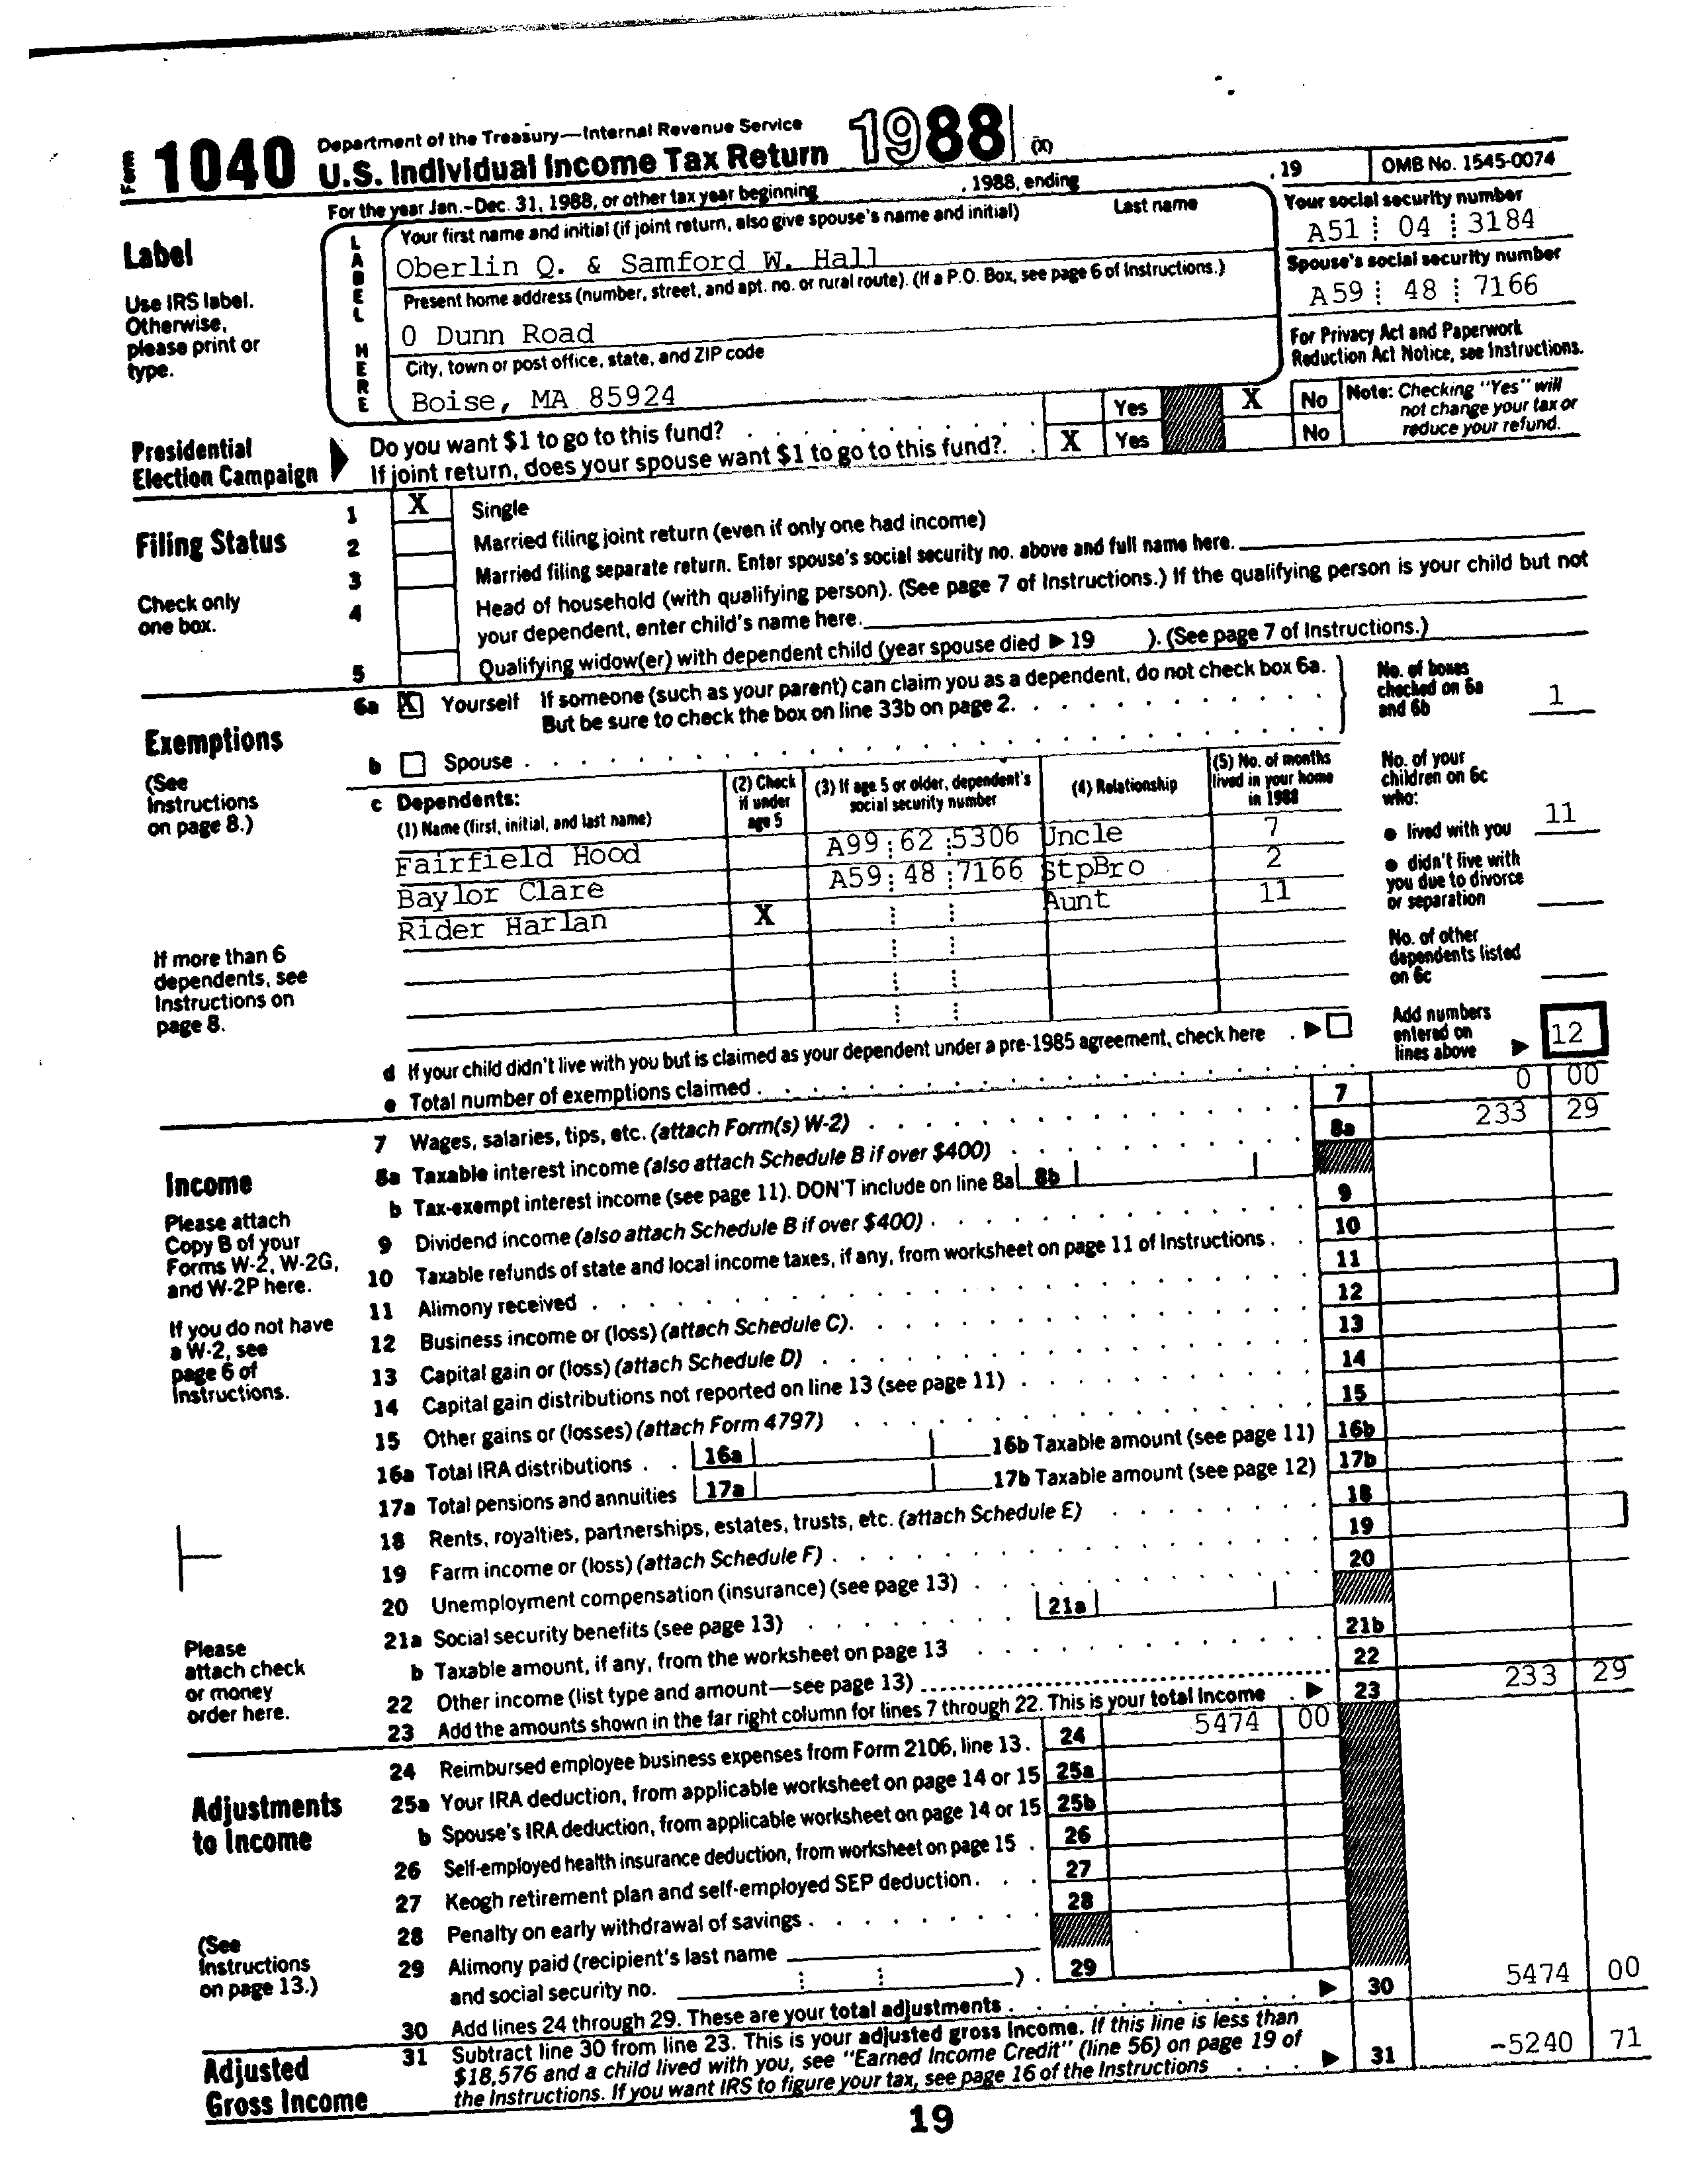 Form 1040 Department of the Treasury—Internal Revenue Service
U.S. Individual Income Tax Return 1988 (X)
For the year Jan.–Dec. 31, 1988, or other tax year beginning , 1988, ending , 19 OMB No. 1545-0074
Label
Use IRS label.
Otherwise,
please print or
type.
LABEL HERE
Your first name and initial (if joint return, also give spouse's name and initial) Last name
Oberlin Q. & Samford W. Hall
Your social security number
A51 04 3184
Present home address (number, street, and apt. no. or rural route). (If a P.O. Box, see page 6 of Instructions.)
0 Dunn Road
Spouse's social security number
A59 48 7166
City, town or post office, state, and ZIP code
Boise, MA 85924
For Privacy Act and Paperwork
Reduction Act Notice, see Instructions.
Presidential
Election Campaign
Do you want $1 to go to this fund? . . . . . . . . . . Yes X No
If joint return, does your spouse want $1 to go to this fund?. . X Yes No
Note: Checking "Yes" will
not change your tax or
reduce your refund.
Filing Status
Check only
one box.
1 X Single
2 Married filing joint return (even if only one had income)
3 Married filing separate return. Enter spouse's social security no. above and full name here.
4 Head of household (with qualifying person). (See page 7 of Instructions.) If the qualifying person is your child but not
your dependent, enter child's name here.
5 Qualifying widow(er) with dependent child (year spouse died ▶ 19 ). (See page 7 of Instructions.)
Exemptions
(See
Instructions
on page 8.)
If more than 6
dependents, see
Instructions on
page 8.
6a X Yourself If someone (such as your parent) can claim you as a dependent, do not check box 6a.
But be sure to check the box on line 33b on page 2. . . . . . . . . . .
b Spouse . . . . . . . . . . . . . . . . . . . .
No. of boxes
checked on 6a
and 6b 1
c Dependents:
(1) Name (first, initial, and last name)
(2) Check
if under
age 5
(3) If age 5 or older, dependent's
social security number
(4) Relationship
(5) No. of months
lived in your home
in 1988
Fairfield Hood A99 62 5306 Uncle 7
Baylor Clare A59 48 7166 StpBro 2
Rider Harlan X Aunt 11
No. of your
children on 6c
who:
● lived with you 11
● didn't live with
you due to divorce
or separation
No. of other
dependents listed
on 6c
d If your child didn't live with you but is claimed as your dependent under a pre-1985 agreement, check here . ▶
e Total number of exemptions claimed . . . . . . . . . . . . . . . . . .
Add numbers
entered on
lines above ▶ 12
Income
Please attach
Copy B of your
Forms W-2, W-2G,
and W-2P here.
If you do not have
a W-2, see
page 6 of
Instructions.
Please
attach check
or money
order here.
7 Wages, salaries, tips, etc. (attach Form(s) W-2) . . . . . . . . . . . . . 7 0 00
8a Taxable interest income (also attach Schedule B if over $400) . . . . . . . . . 8a 233 29
b Tax-exempt interest income (see page 11). DON'T include on line 8a 8b
9 Dividend income (also attach Schedule B if over $400) . . . . . . . . . . . 9
10 Taxable refunds of state and local income taxes, if any, from worksheet on page 11 of Instructions . . 10
11 Alimony received . . . . . . . . . . . . . . . . . . . . 11
12 Business income or (loss) (attach Schedule C). . . . . . . . . . . . . 12
13 Capital gain or (loss) (attach Schedule D) . . . . . . . . . . . . . . 13
14 Capital gain distributions not reported on line 13 (see page 11) . . . . . . . . . 14
15 Other gains or (losses) (attach Form 4797) . . . . . . . . . . . . . 15
16a Total IRA distributions . . 16a 16b Taxable amount (see page 11) 16b
17a Total pensions and annuities 17a 17b Taxable amount (see page 12) 17b
18 Rents, royalties, partnerships, estates, trusts, etc. (attach Schedule E) . . . . . . . 18
19 Farm income or (loss) (attach Schedule F) . . . . . . . . . . . . . . 19
20 Unemployment compensation (insurance) (see page 13) . . . . . . . . . . . 20
21a Social security benefits (see page 13) . . . . . . . 21a
b Taxable amount, if any, from the worksheet on page 13 . . . . . . . . . . . 21b
22 Other income (list type and amount—see page 13) 22
23 Add the amounts shown in the far right column for lines 7 through 22. This is your total income . ▶ 23 233 29
Adjustments
to Income
(See
Instructions
on page 13.)
24 Reimbursed employee business expenses from Form 2106, line 13 . 24 5474 00
25a Your IRA deduction, from applicable worksheet on page 14 or 15 25a
b Spouse's IRA deduction, from applicable worksheet on page 14 or 15 25b
26 Self-employed health insurance deduction, from worksheet on page 15 . 26
27 Keogh retirement plan and self-employed SEP deduction . . . 27
28 Penalty on early withdrawal of savings . . . . . . . . 28
29 Alimony paid (recipient's last name
and social security no. ) . 29
30 Add lines 24 through 29. These are your total adjustments . . . . . . . . . . ▶ 30 5474 00
Adjusted
Gross Income
31 Subtract line 30 from line 23. This is your adjusted gross income. If this line is less than
$18,576 and a child lived with you, see "Earned Income Credit" (line 56) on page 19 of
the Instructions. If you want IRS to figure your tax, see page 16 of the Instructions . . . ▶ 31 -5240 71
19